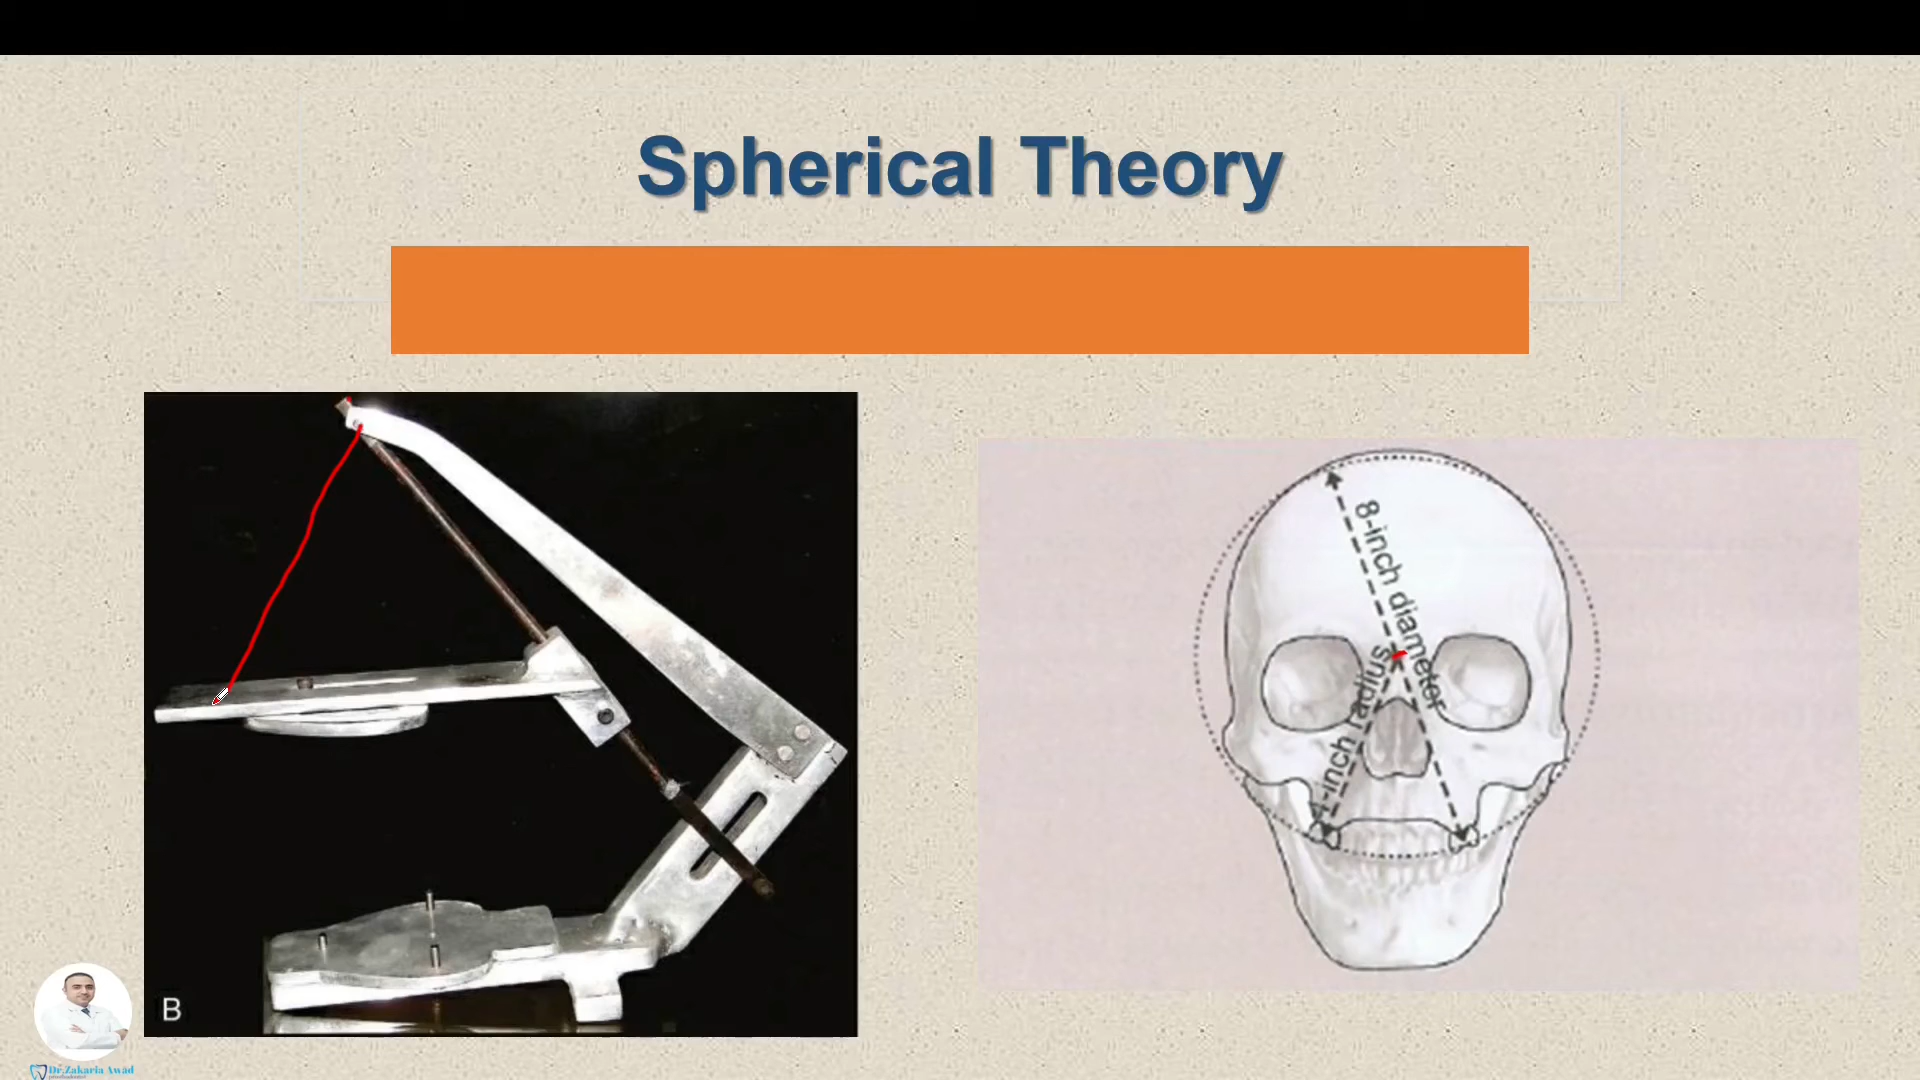 Spherical Theory
8-inch diameter
4-inch radius
B
Dr.Zakaria Awad